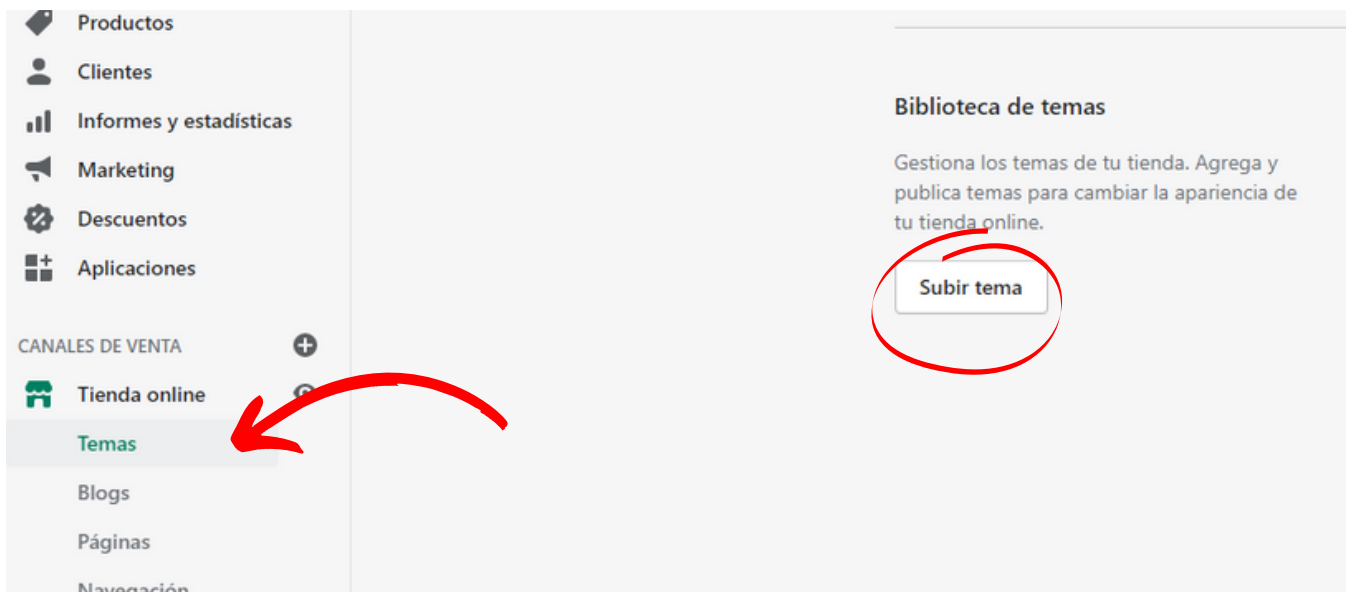 Productos
Clientes
Informes y estadísticas
Marketing
Descuentos
Aplicaciones
CANALES DE VENTA
Tienda online
Temas
Blogs
Páginas
Navegación
Biblioteca de temas
Gestiona los temas de tu tienda. Agrega y
publica temas para cambiar la apariencia de
tu tienda online.
Subir tema